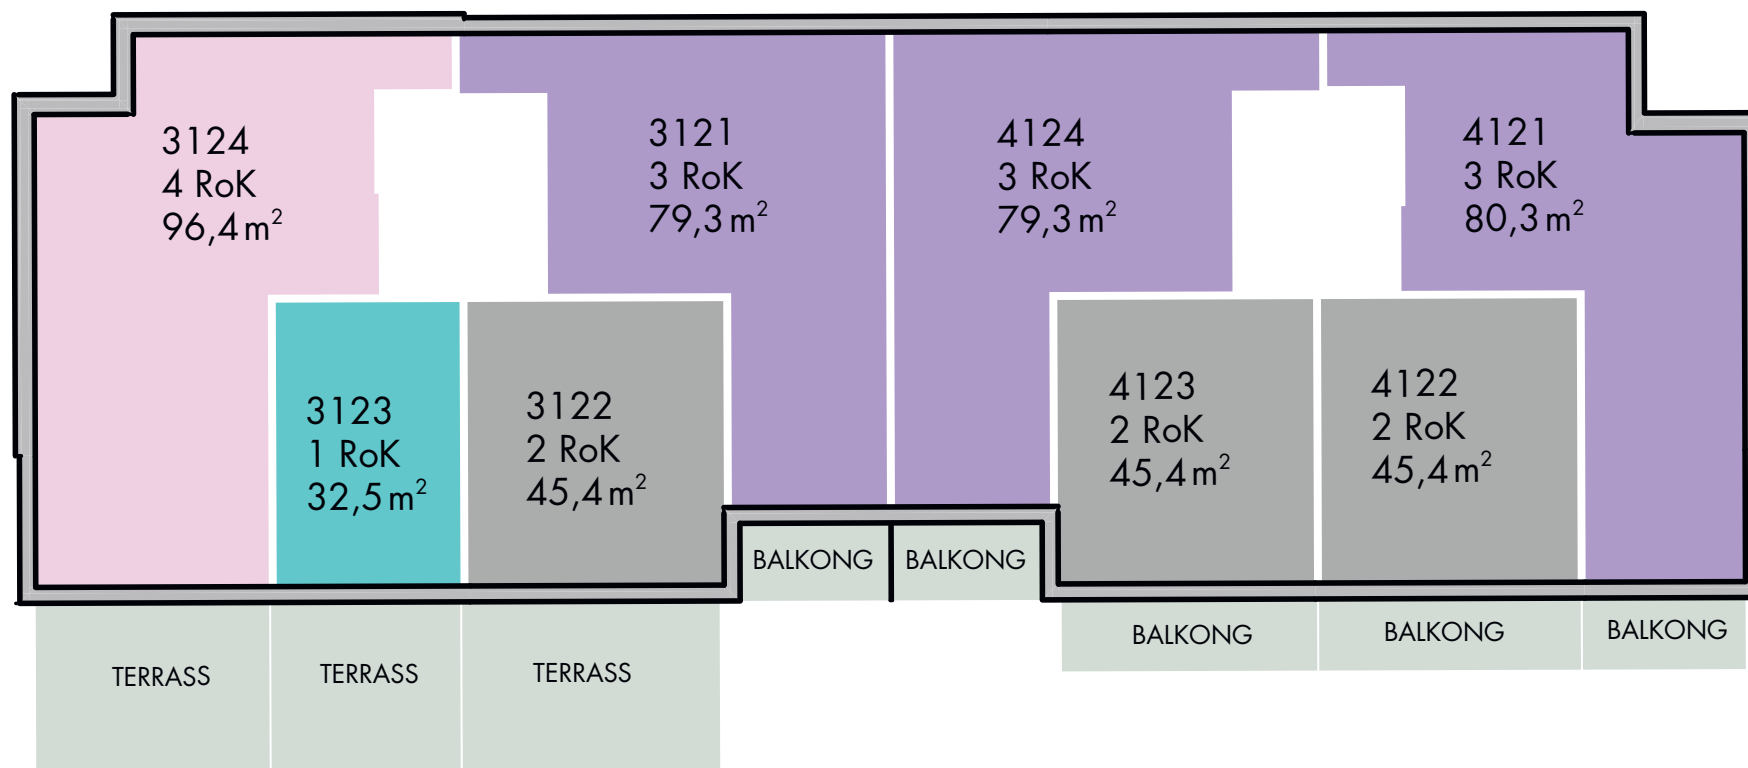 3124
4 RoK
96,4 m²
3121
3 RoK
79,3 m²
4124
3 RoK
79,3 m²
4121
3 RoK
80,3 m²
3123
1 RoK
32,5 m²
3122
2 RoK
45,4 m²
4123
2 RoK
45,4 m²
4122
2 RoK
45,4 m²
BALKONG
BALKONG
BALKONG
BALKONG
BALKONG
TERRASS
TERRASS
TERRASS